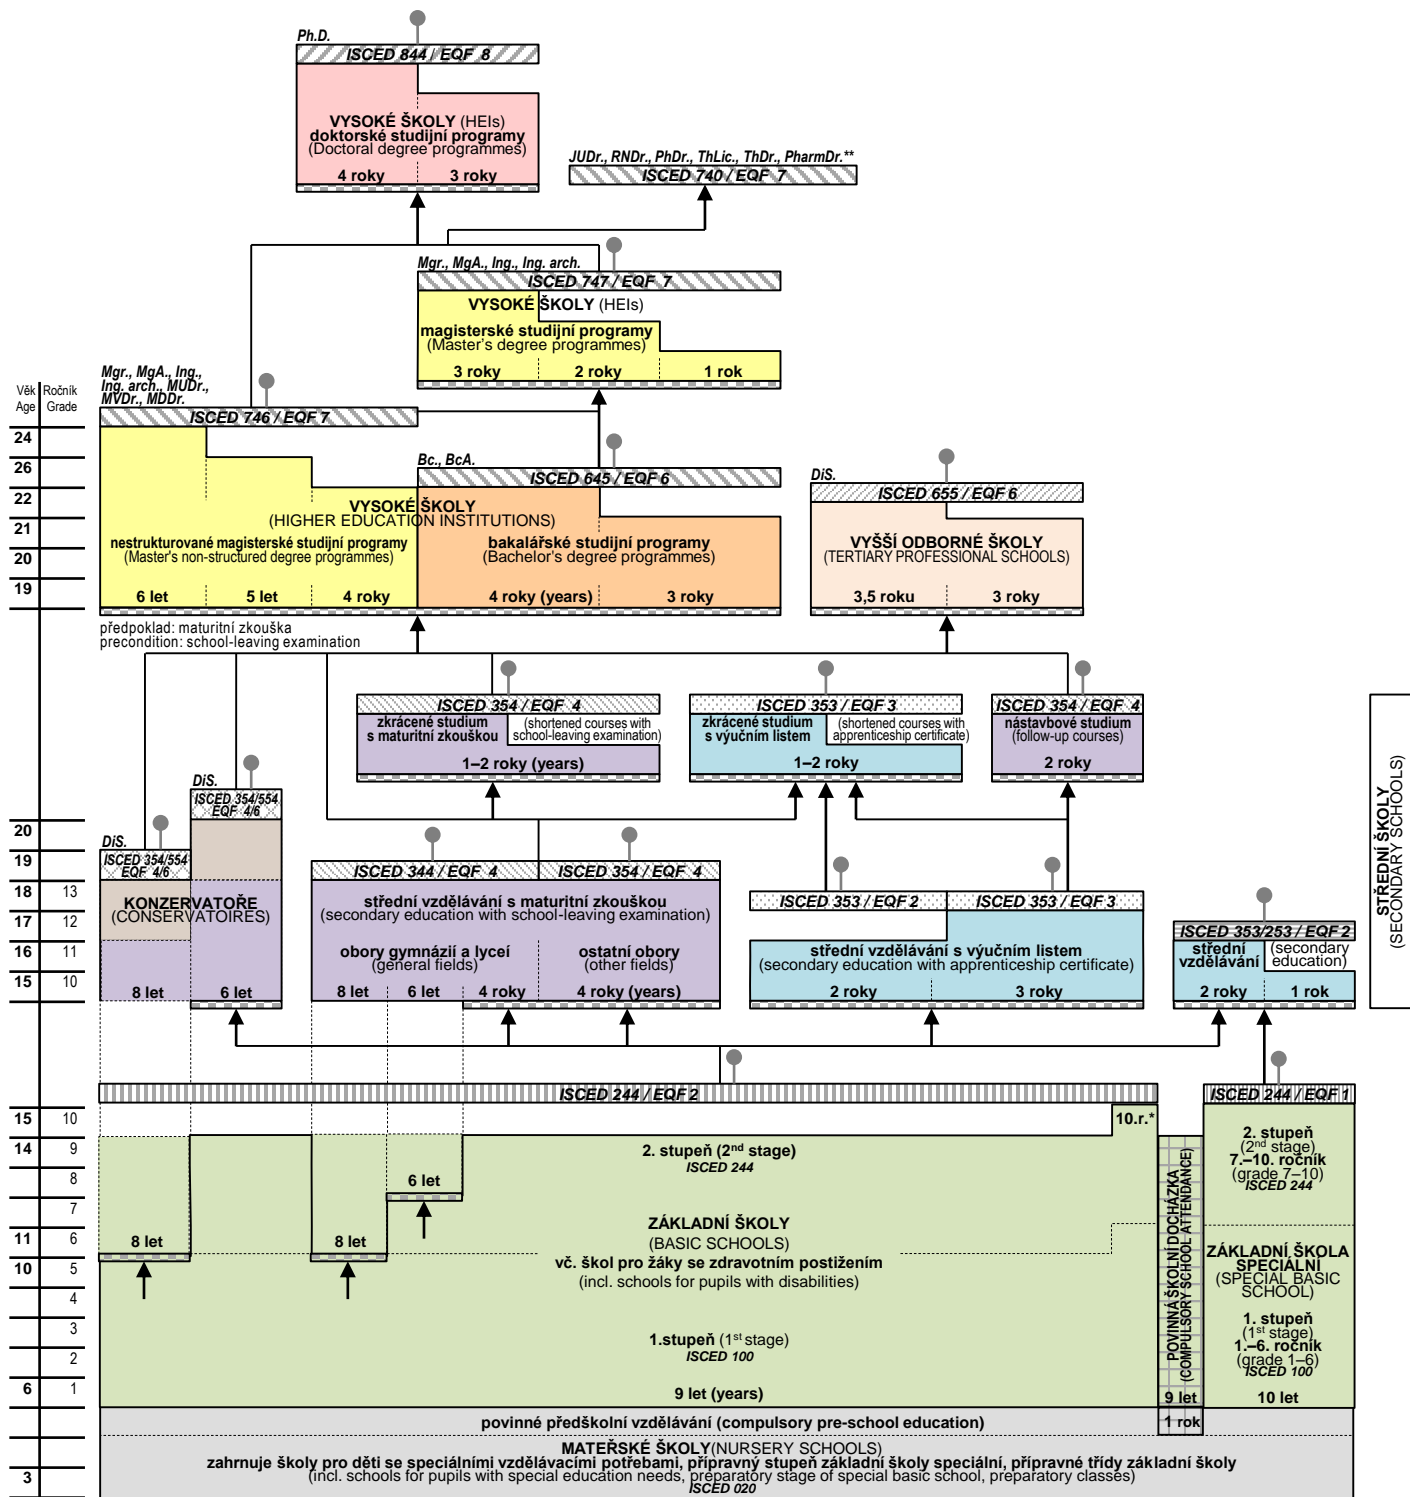 Ph.D.
ISCED 844 / EQF 8
VYSOKÉ ŠKOLY (HEIs)
doktorské studijní programy
(Doctoral degree programmes)
4 roky
3 roky
JUDr., RNDr., PhDr., ThLic., ThDr., PharmDr.**
ISCED 740 / EQF 7
Mgr., MgA., Ing., Ing. arch.
ISCED 747 / EQF 7
VYSOKÉ ŠKOLY (HEIs)
magisterské studijní programy
(Master's degree programmes)
3 roky
2 roky
1 rok
Věk
Age
Ročník
Grade
Mgr., MgA., Ing.,
Ing. arch., MUDr.,
MVDr., MDDr.
ISCED 746 / EQF 7
24
26
22
21
20
19
Bc., BcA.
ISCED 645 / EQF 6
VYSOKÉ ŠKOLY
(HIGHER EDUCATION INSTITUTIONS)
nestrukturované magisterské studijní programy
(Master's non-structured degree programmes)
6 let
5 let
4 roky
bakalářské studijní programy
(Bachelor's degree programmes)
4 roky (years)
3 roky
DiS.
ISCED 655 / EQF 6
VYŠŠÍ ODBORNÉ ŠKOLY
(TERTIARY PROFESSIONAL SCHOOLS)
3,5 roku
3 roky
předpoklad: maturitní zkouška
precondition: school-leaving examination
ISCED 354 / EQF 4
zkrácené studium
s maturitní zkouškou
(shortened courses with
school-leaving examination)
1–2 roky (years)
ISCED 353 / EQF 3
zkrácené studium
s výučním listem
(shortened courses with
apprenticeship certificate)
1–2 roky
ISCED 354 / EQF 4
nástavbové studium
(follow-up courses)
2 roky
STŘEDNÍ ŠKOLY
(SECONDARY SCHOOLS)
20
19
18 13
17 12
16 11
15 10
DiS.
ISCED 354/554
EQF 4/6
DiS.
ISCED 354/554
EQF 4/6
KONZERVATOŘE
(CONSERVATOIRES)
8 let
6 let
ISCED 344 / EQF 4
ISCED 354 / EQF 4
střední vzdělávání s maturitní zkouškou
(secondary education with school-leaving examination)
obory gymnázií a lyceí
(general fields)
ostatní obory
(other fields)
8 let
6 let
4 roky
4 roky (years)
ISCED 353 / EQF 2
ISCED 353 / EQF 3
střední vzdělávání s výučním listem
(secondary education with apprenticeship certificate)
2 roky
3 roky
ISCED 353/253 / EQF 2
střední
vzdělávání
(secondary
education)
2 roky
1 rok
ISCED 244 / EQF 2
ISCED 244 / EQF 1
15 10
14 9
8
7
11 6
10 5
4
3
2
6 1
3
10.r.*
2. stupeň (2nd stage)
ISCED 244
6 let
8 let
8 let
ZÁKLADNÍ ŠKOLY
(BASIC SCHOOLS)
vč. škol pro žáky se zdravotním postižením
(incl. schools for pupils with disabilities)
1.stupeň (1st stage)
ISCED 100
9 let (years)
POVINNÁ ŠKOLNÍ DOCHÁZKA
(COMPULSORY SCHOOL ATTENDANCE)
9 let
1 rok
2. stupeň
(2nd stage)
7.–10. ročník
(grade 7–10)
ISCED 244
ZÁKLADNÍ ŠKOLA
SPECIÁLNÍ
(SPECIAL BASIC
SCHOOL)
1. stupeň
(1st stage)
1.–6. ročník
(grade 1–6)
ISCED 100
10 let
povinné předškolní vzdělávání (compulsory pre-school education)
MATEŘSKÉ ŠKOLY(NURSERY SCHOOLS)
zahrnuje školy pro děti se speciálními vzdělávacími potřebami, přípravný stupeň základní školy speciální, přípravné třídy základní školy
(incl. schools for pupils with special education needs, preparatory stage of special basic school, preparatory classes)
ISCED 020